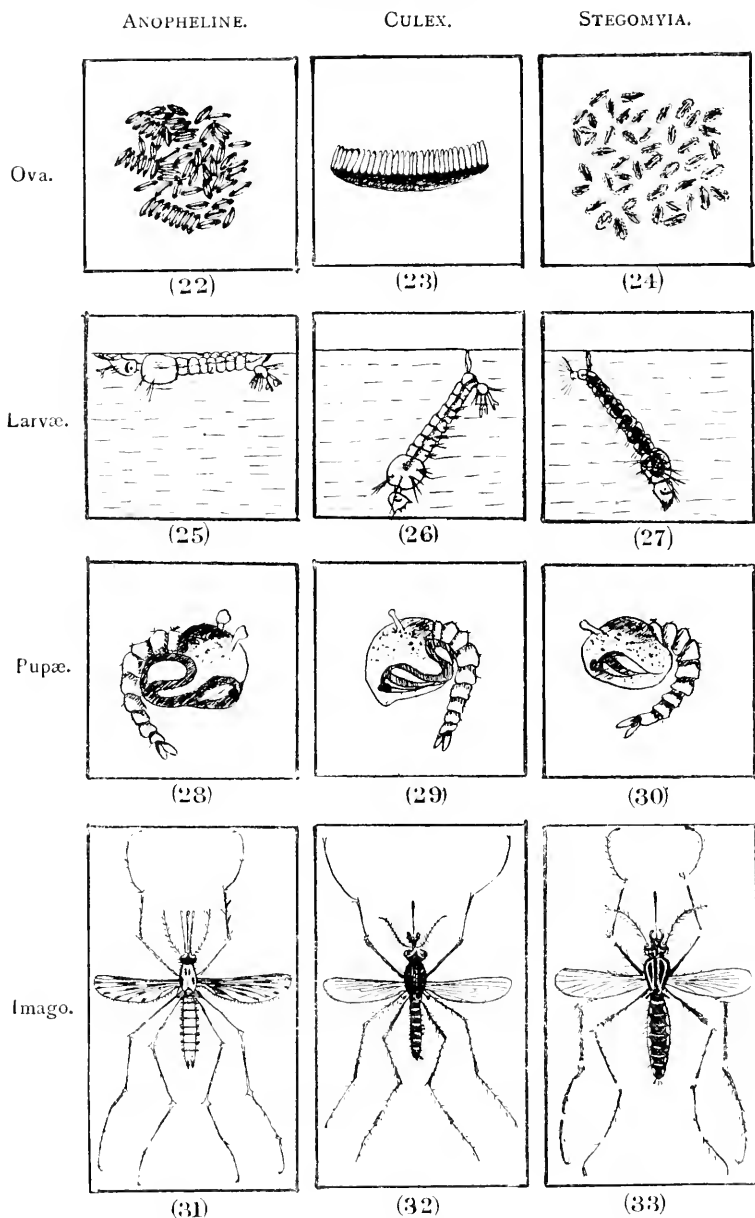 ANOPHELINE. CULEX. STEGOMYIA.
Ova.
(22) (23) (24)
Larvæ.
(25) (26) (27)
Pupæ.
(28) (29) (30)
Imago.
(31) (32) (33)